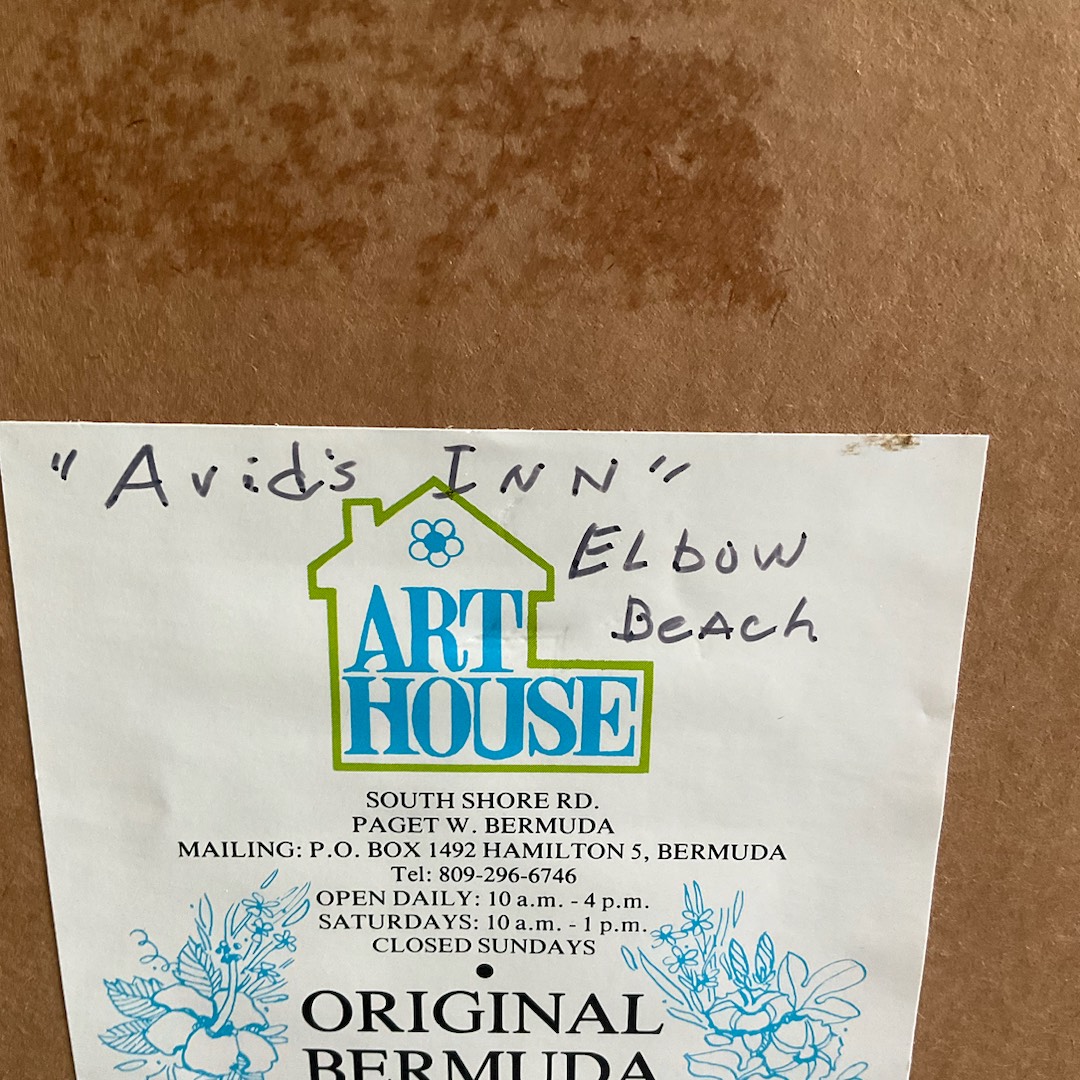 "Avid's INN"
ELbow
BeAch
ART
HOUSE
SOUTH SHORE RD.
PAGET W. BERMUDA
MAILING: P.O. BOX 1492 HAMILTON 5, BERMUDA
Tel: 809-296-6746
OPEN DAILY: 10 a.m. - 4 p.m.
SATURDAYS: 10 a.m. - 1 p.m.
CLOSED SUNDAYS
•
ORIGINAL
BERMUDA